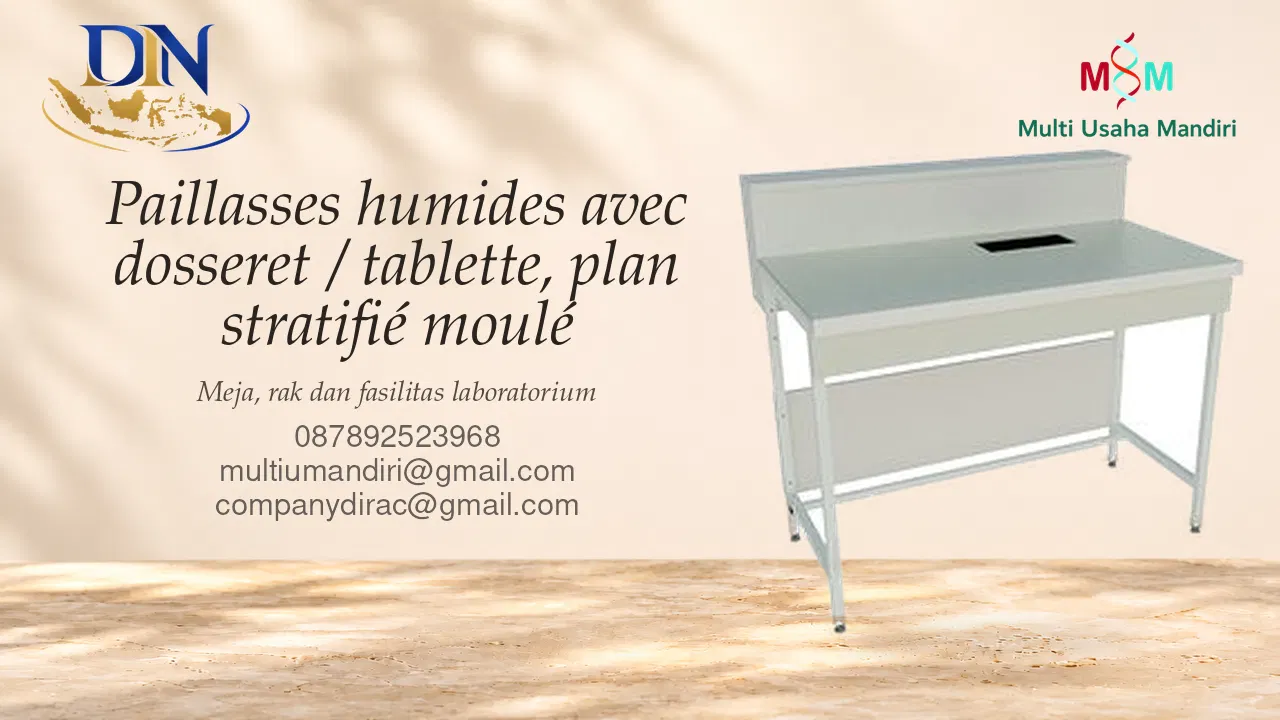 DIN
M M
Multi Usaha Mandiri
Paillasses humides avec
dosseret / tablette, plan
stratifié moulé
Meja, rak dan fasilitas laboratorium
087892523968
multiumandiri@gmail.com
companydirac@gmail.com